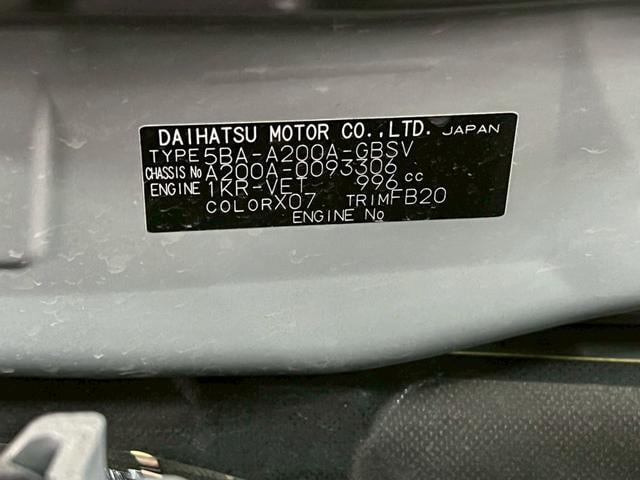 DAIHATSU MOTOR CO.,LTD. JAPAN
TYPE 5BA-A200A-GBSV
CHASSIS No A200A-0093306
ENGINE 1KR-VET 996 cc
COLOR X07 TRIM FB20
ENGINE No